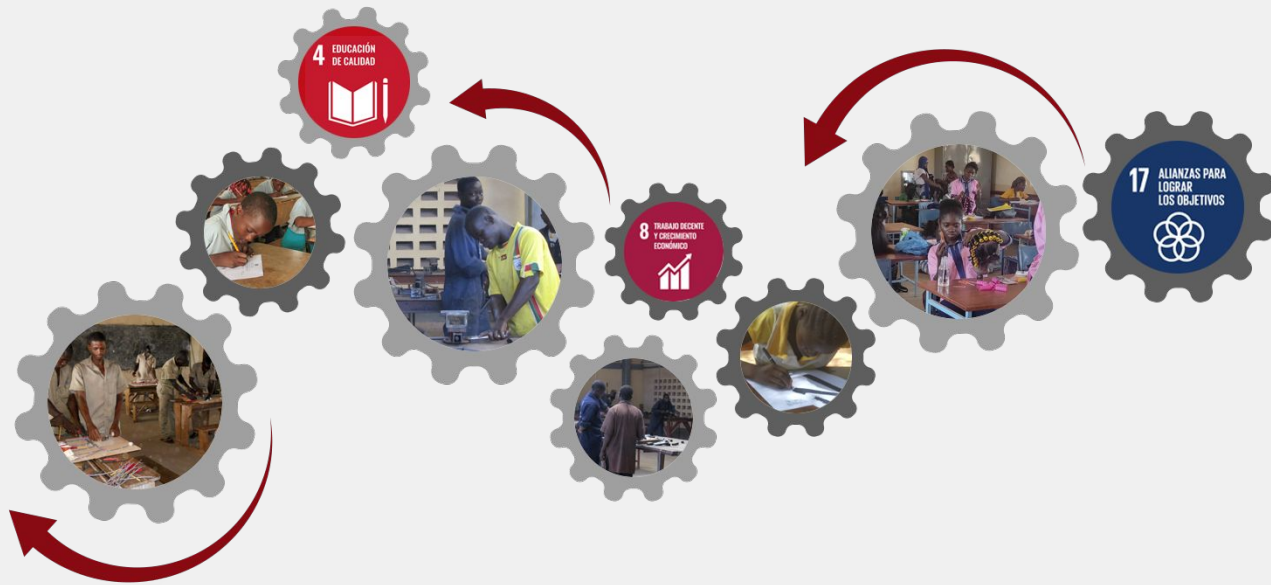 4 EDUCACIÓN
DE CALIDAD
8 TRABAJO DECENTE
Y CRECIMIENTO
ECONÓMICO
17 ALIANZAS PARA
LOGRAR
LOS OBJETIVOS